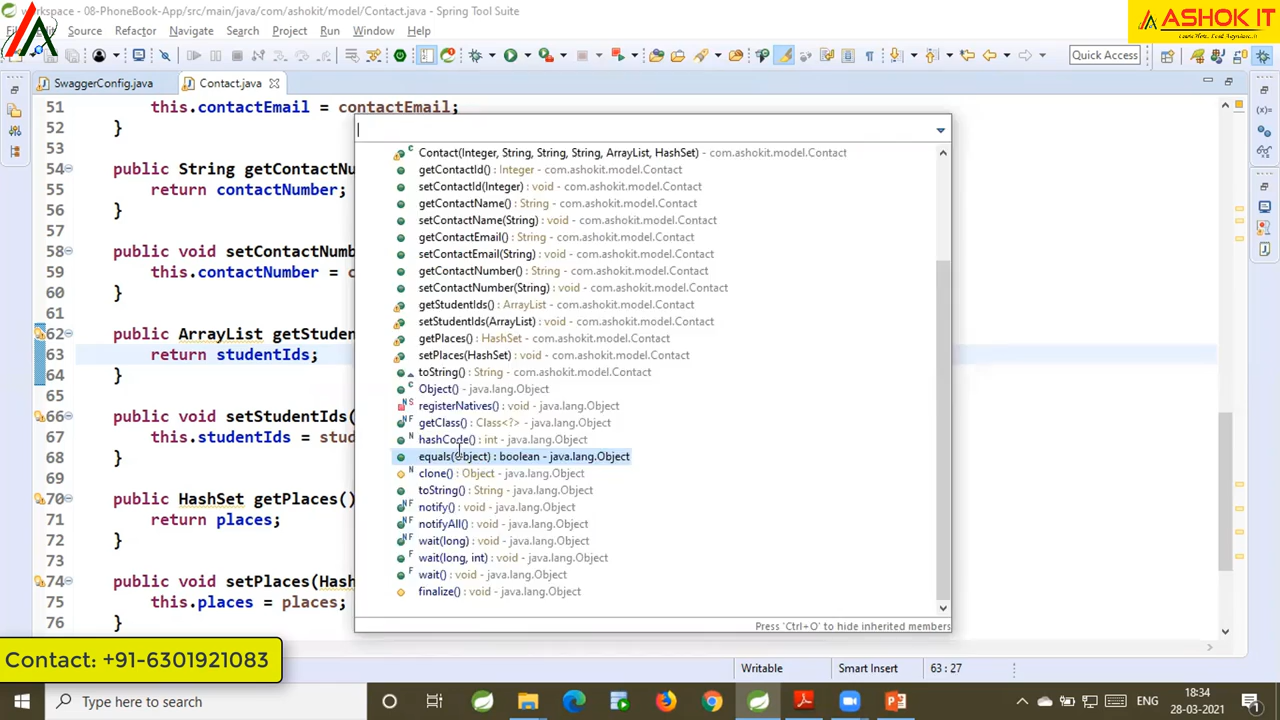 workspace - 08-PhoneBook-App/src/main/java/com/ashokit/model/Contact.java - Spring Tool Suite
Source Refactor Navigate Search Project Run Window Help
ASHOK IT
Quick Access
SwaggerConfig.java Contact.java
51 this.contactEmail = contactEmail;
52 }
53
54 public String getContactNu
55 return contactNumber;
56 }
57
58 public void setContactNumb
59 this.contactNumber = c
60 }
61
62 public ArrayList getStuden
63 return studentIds;
64 }
65
66 public void setStudentIds(
67 this.studentIds = stud
68 }
69
70 public HashSet getPlaces()
71 return places;
72 }
73
74 public void setPlaces(Hash
75 this.places = places;
76 }
Contact(Integer, String, String, String, ArrayList, HashSet) - com.ashokit.model.Contact
getContactId() : Integer - com.ashokit.model.Contact
setContactId(Integer) : void - com.ashokit.model.Contact
getContactName() : String - com.ashokit.model.Contact
setContactName(String) : void - com.ashokit.model.Contact
getContactEmail() : String - com.ashokit.model.Contact
setContactEmail(String) : void - com.ashokit.model.Contact
getContactNumber() : String - com.ashokit.model.Contact
setContactNumber(String) : void - com.ashokit.model.Contact
getStudentIds() : ArrayList - com.ashokit.model.Contact
setStudentIds(ArrayList) : void - com.ashokit.model.Contact
getPlaces() : HashSet - com.ashokit.model.Contact
setPlaces(HashSet) : void - com.ashokit.model.Contact
toString() : String - com.ashokit.model.Contact
Object() - java.lang.Object
registerNatives() : void - java.lang.Object
getClass() : Class<?> - java.lang.Object
hashCode() : int - java.lang.Object
equals(Object) : boolean - java.lang.Object
clone() : Object - java.lang.Object
toString() : String - java.lang.Object
notify() : void - java.lang.Object
notifyAll() : void - java.lang.Object
wait(long) : void - java.lang.Object
wait(long, int) : void - java.lang.Object
wait() : void - java.lang.Object
finalize() : void - java.lang.Object
Press 'Ctrl+O' to hide inherited members
Contact: +91-6301921083
Writable Smart Insert 63 : 27
Type here to search
ENG
18:34
28-03-2021